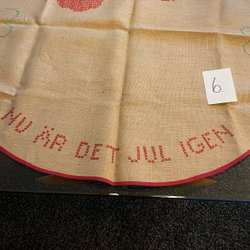 6.
NU ÄR DET JUL IGEN